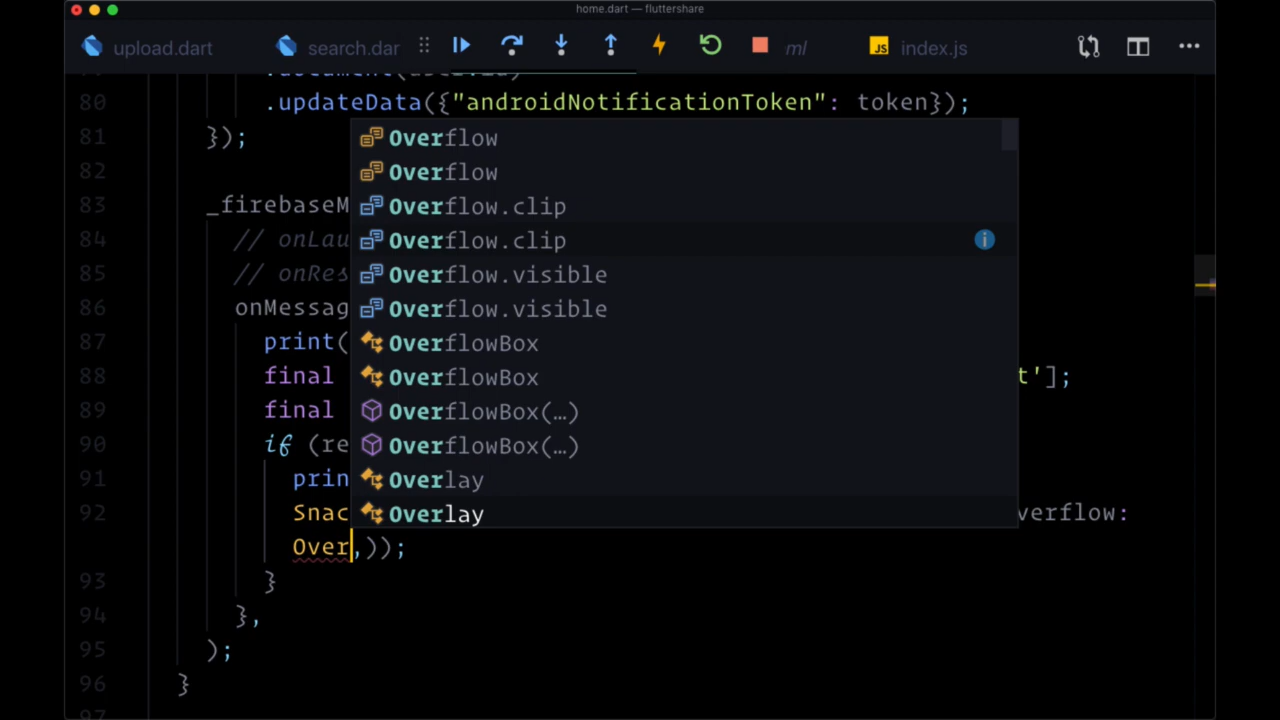 home.dart — fluttershare
upload.dart search.dar ml JS index.js
80 .updateData({"androidNotificationToken": token});
81 });
82
83 _firebaseM
84 // onLau
85 // onRes
86 onMessag
87 print(
88 final t'];
89 final
90 if (re
91 prin
92 Snac verflow:
Over,));
93 }
94 },
95 );
96 }
97
Overflow
Overflow
Overflow.clip
Overflow.clip
Overflow.visible
Overflow.visible
OverflowBox
OverflowBox
OverflowBox(…)
OverflowBox(…)
Overlay
Overlay